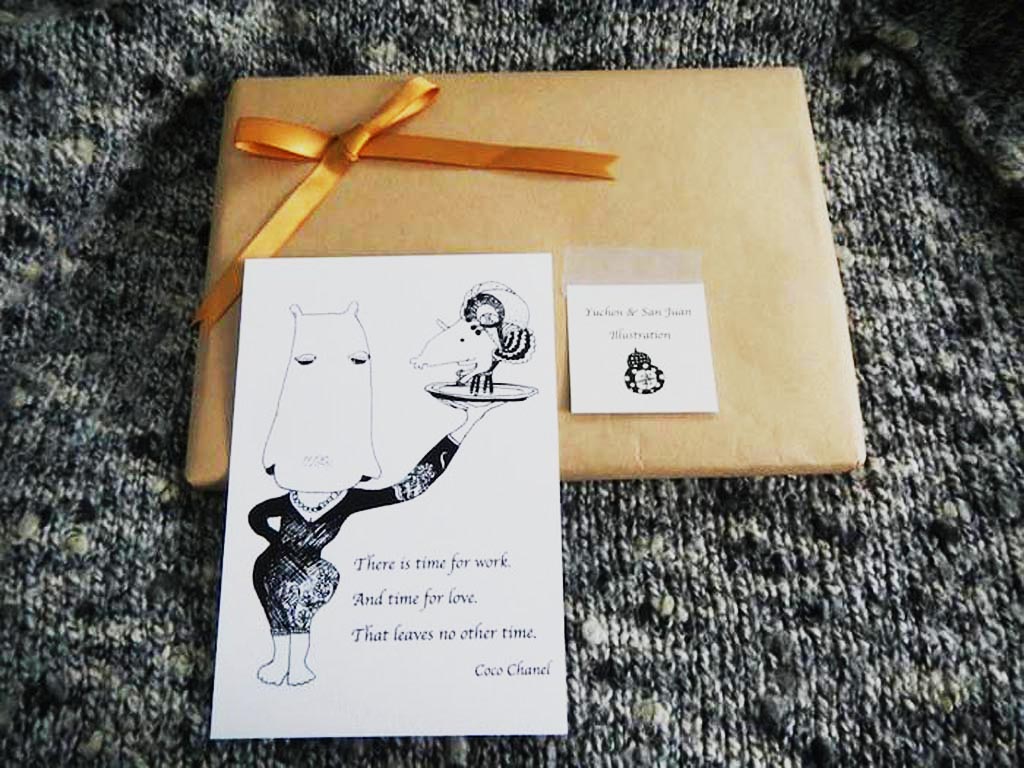 There is time for work.
And time for love.
That leaves no other time.
Coco Chanel
Yuchen & San Juan
Illustration